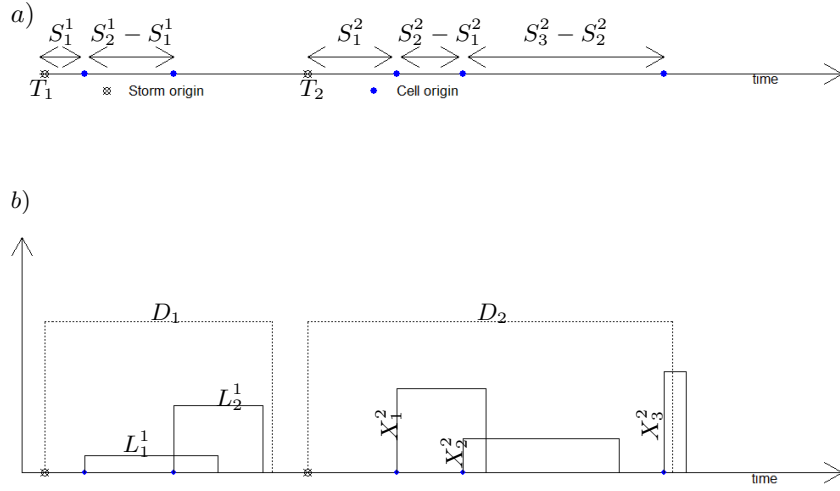 a)
S_1^1 S_2^1 − S_1^1 S_1^2 S_2^2 − S_1^2 S_3^2 − S_2^2
time
T_1 Storm origin T_2 Cell origin
b)
D_1 D_2
L_2^1
X_1^2 X_3^2
L_1^1 X_2^2
time